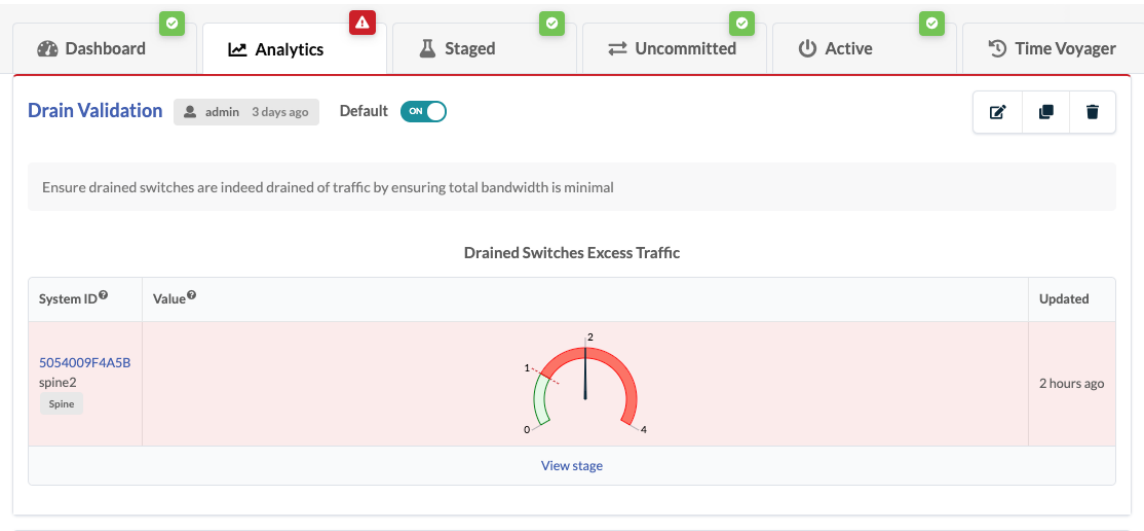 Dashboard Analytics Staged Uncommitted Active Time Voyager
Drain Validation admin 3 days ago Default ON
Ensure drained switches are indeed drained of traffic by ensuring total bandwidth is minimal
Drained Switches Excess Traffic
System ID Value Updated
5054009F4A5B
spine2
Spine
2
1
0
4
2 hours ago
View stage